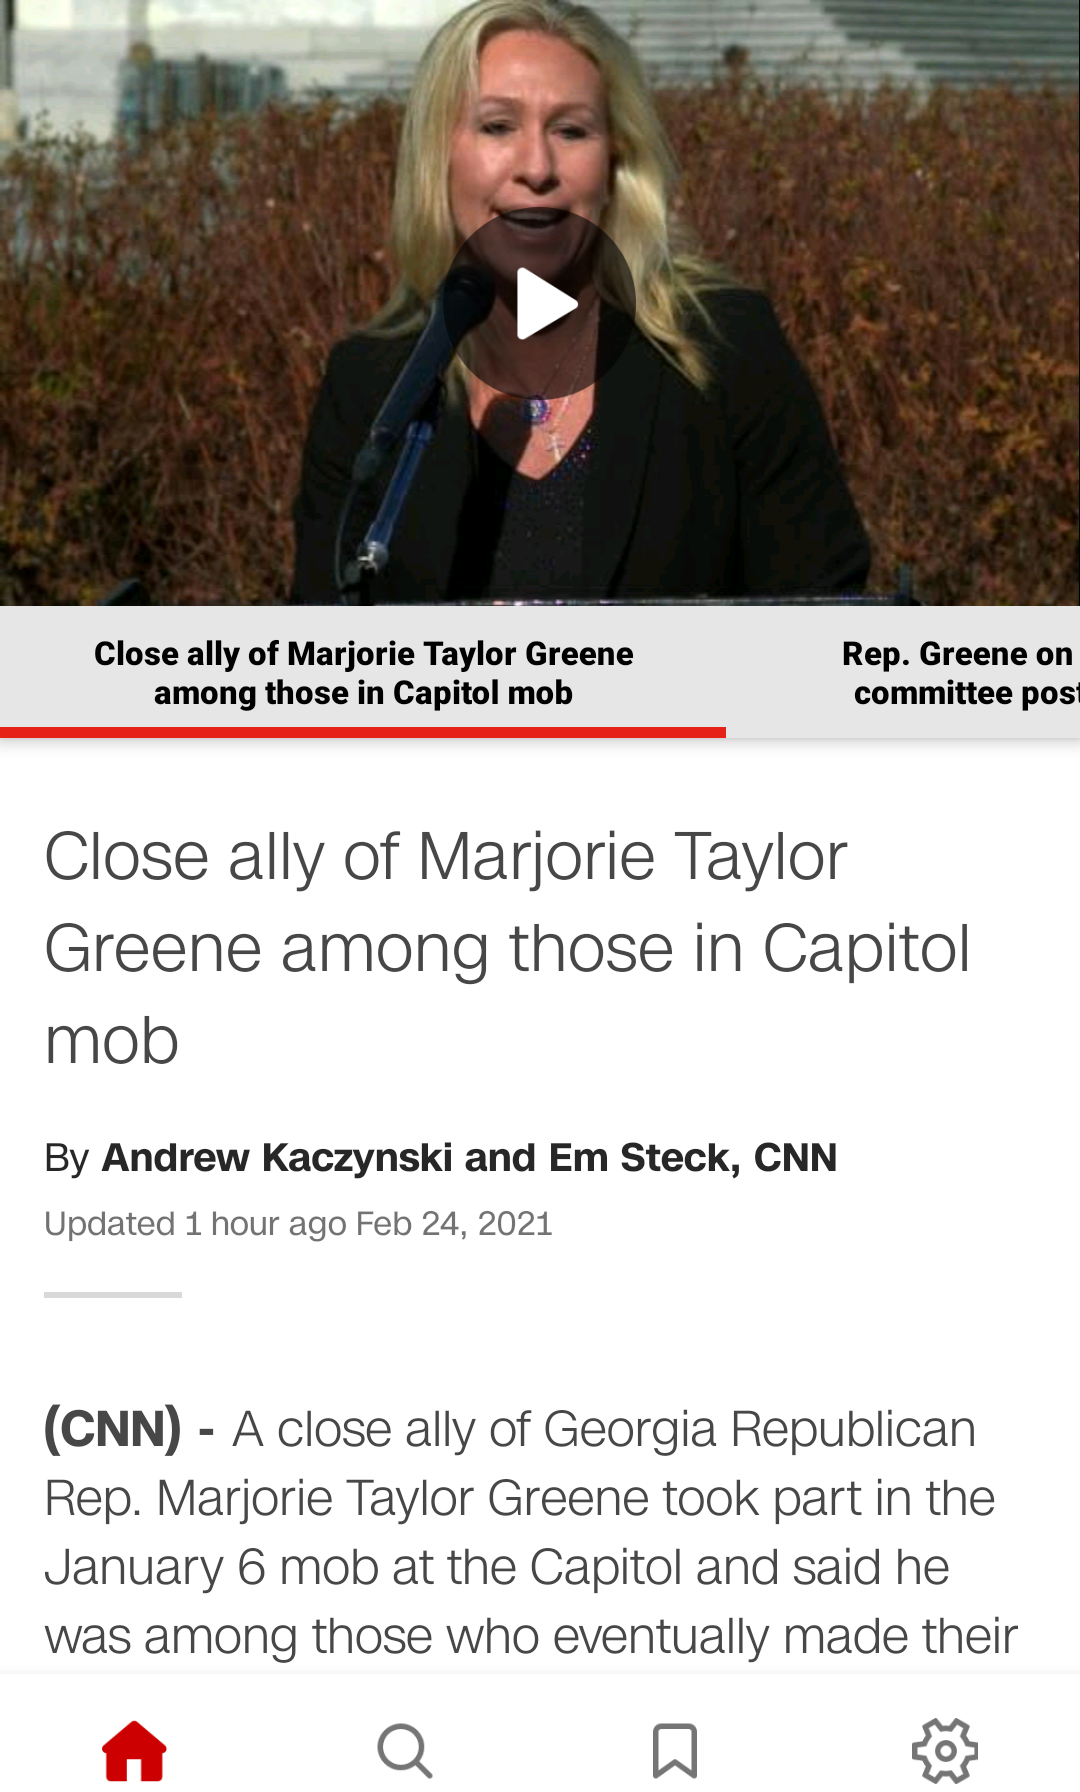 Close ally of Marjorie Taylor Greene
among those in Capitol mob
Rep. Greene on
committee post
Close ally of Marjorie Taylor
Greene among those in Capitol
mob
By Andrew Kaczynski and Em Steck, CNN
Updated 1 hour ago Feb 24, 2021
(CNN) - A close ally of Georgia Republican
Rep. Marjorie Taylor Greene took part in the
January 6 mob at the Capitol and said he
was among those who eventually made their